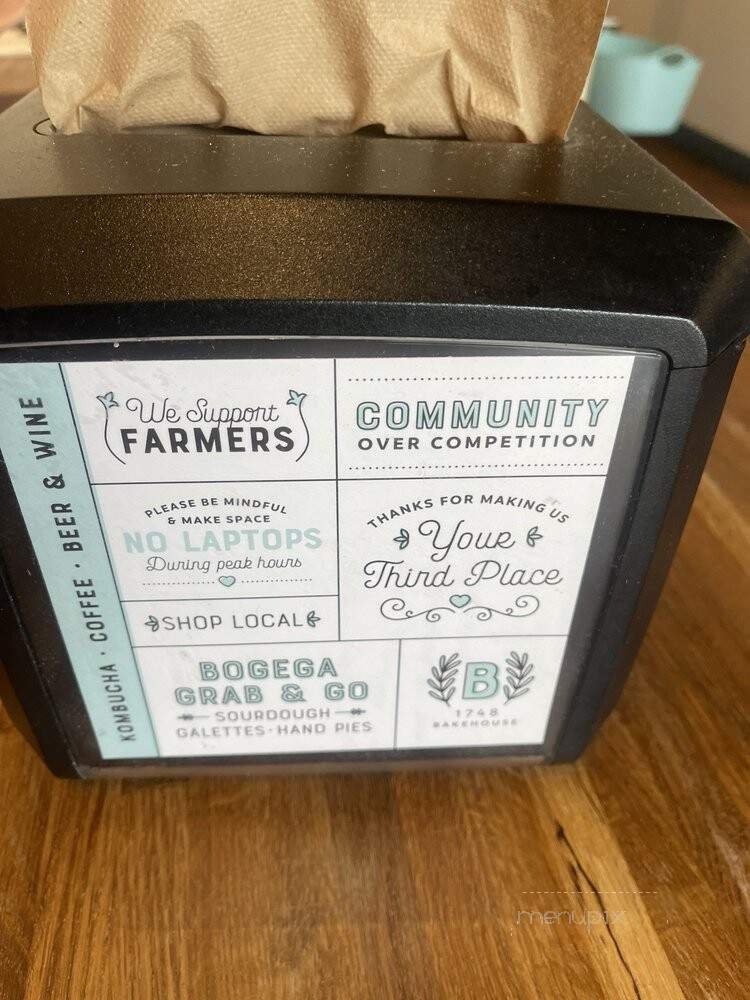 KOMBUCHA · COFFEE · BEER & WINE
We Support
FARMERS
COMMUNITY
OVER COMPETITION
PLEASE BE MINDFUL
& MAKE SPACE
NO LAPTOPS
During peak hours
THANKS FOR MAKING US
Your
Third Place
SHOP LOCAL
BOGEGA
GRAB & GO
SOURDOUGH
GALETTES · HAND PIES
B
1748
BAKEHOUSE
menupix